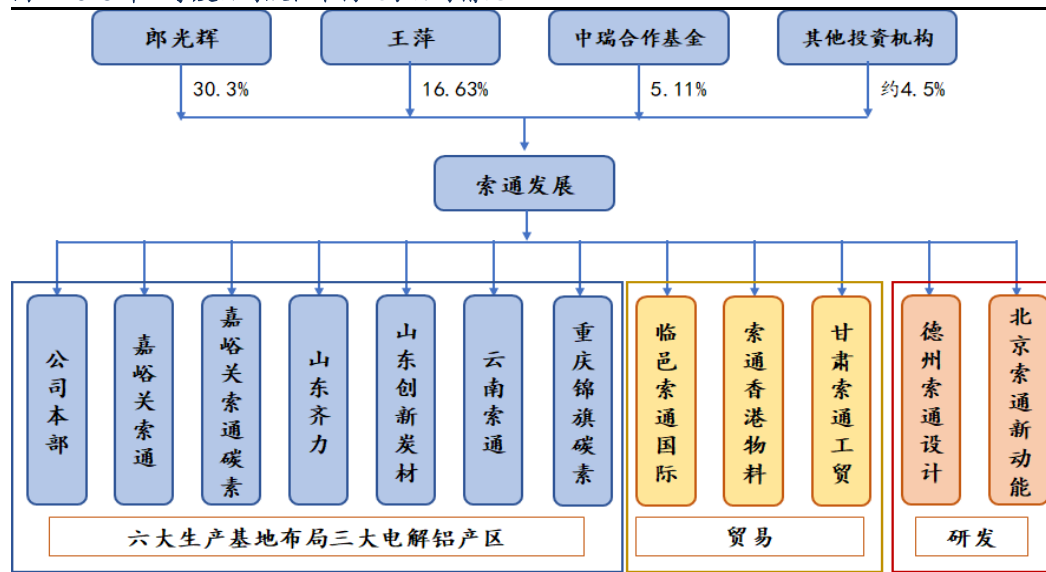 郎光辉
王萍
中瑞合作基金
其他投资机构
30.3%
16.63%
5.11%
约4.5%
索通发展
公司本部
嘉峪关索通
嘉峪关索通碳素
山东齐力
山东创新炭材
云南索通
重庆锦旗碳素
临邑索通国际
索通香港物料
甘肃索通工贸
德州索通设计
北京索通新动能
六大生产基地布局三大电解铝产区
贸易
研发